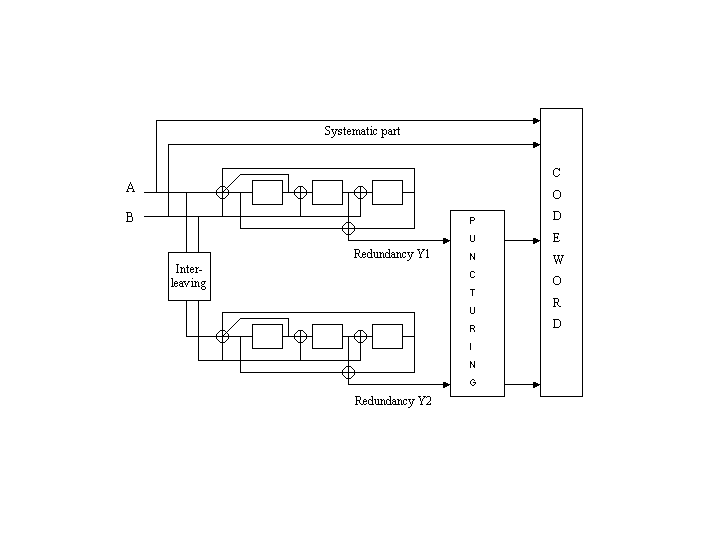 Systematic part
A
B
Redundancy Y1
Inter-
leaving
Redundancy Y2
P
U
N
C
T
U
R
I
N
G
C
O
D
E
W
O
R
D